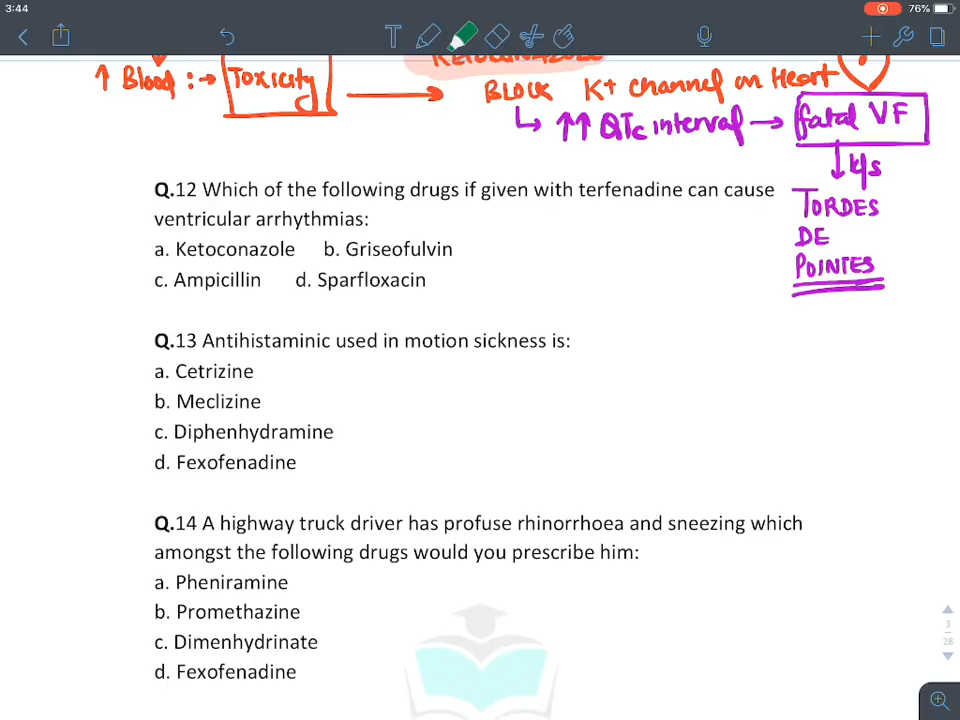 3:44
76%
KETOCONAZOLE
↑ Blood :→ Toxicity → BLOCK K+ channel on Heart
↳ ↑↑ QTc interval → fatal VF
↓ k/s
TORDES
DE
POINTES
Q.12 Which of the following drugs if given with terfenadine can cause
ventricular arrhythmias:
a. Ketoconazole b. Griseofulvin
c. Ampicillin d. Sparfloxacin
Q.13 Antihistaminic used in motion sickness is:
a. Cetrizine
b. Meclizine
c. Diphenhydramine
d. Fexofenadine
Q.14 A highway truck driver has profuse rhinorrhoea and sneezing which
amongst the following drugs would you prescribe him:
a. Pheniramine
b. Promethazine
c. Dimenhydrinate
d. Fexofenadine
3
28